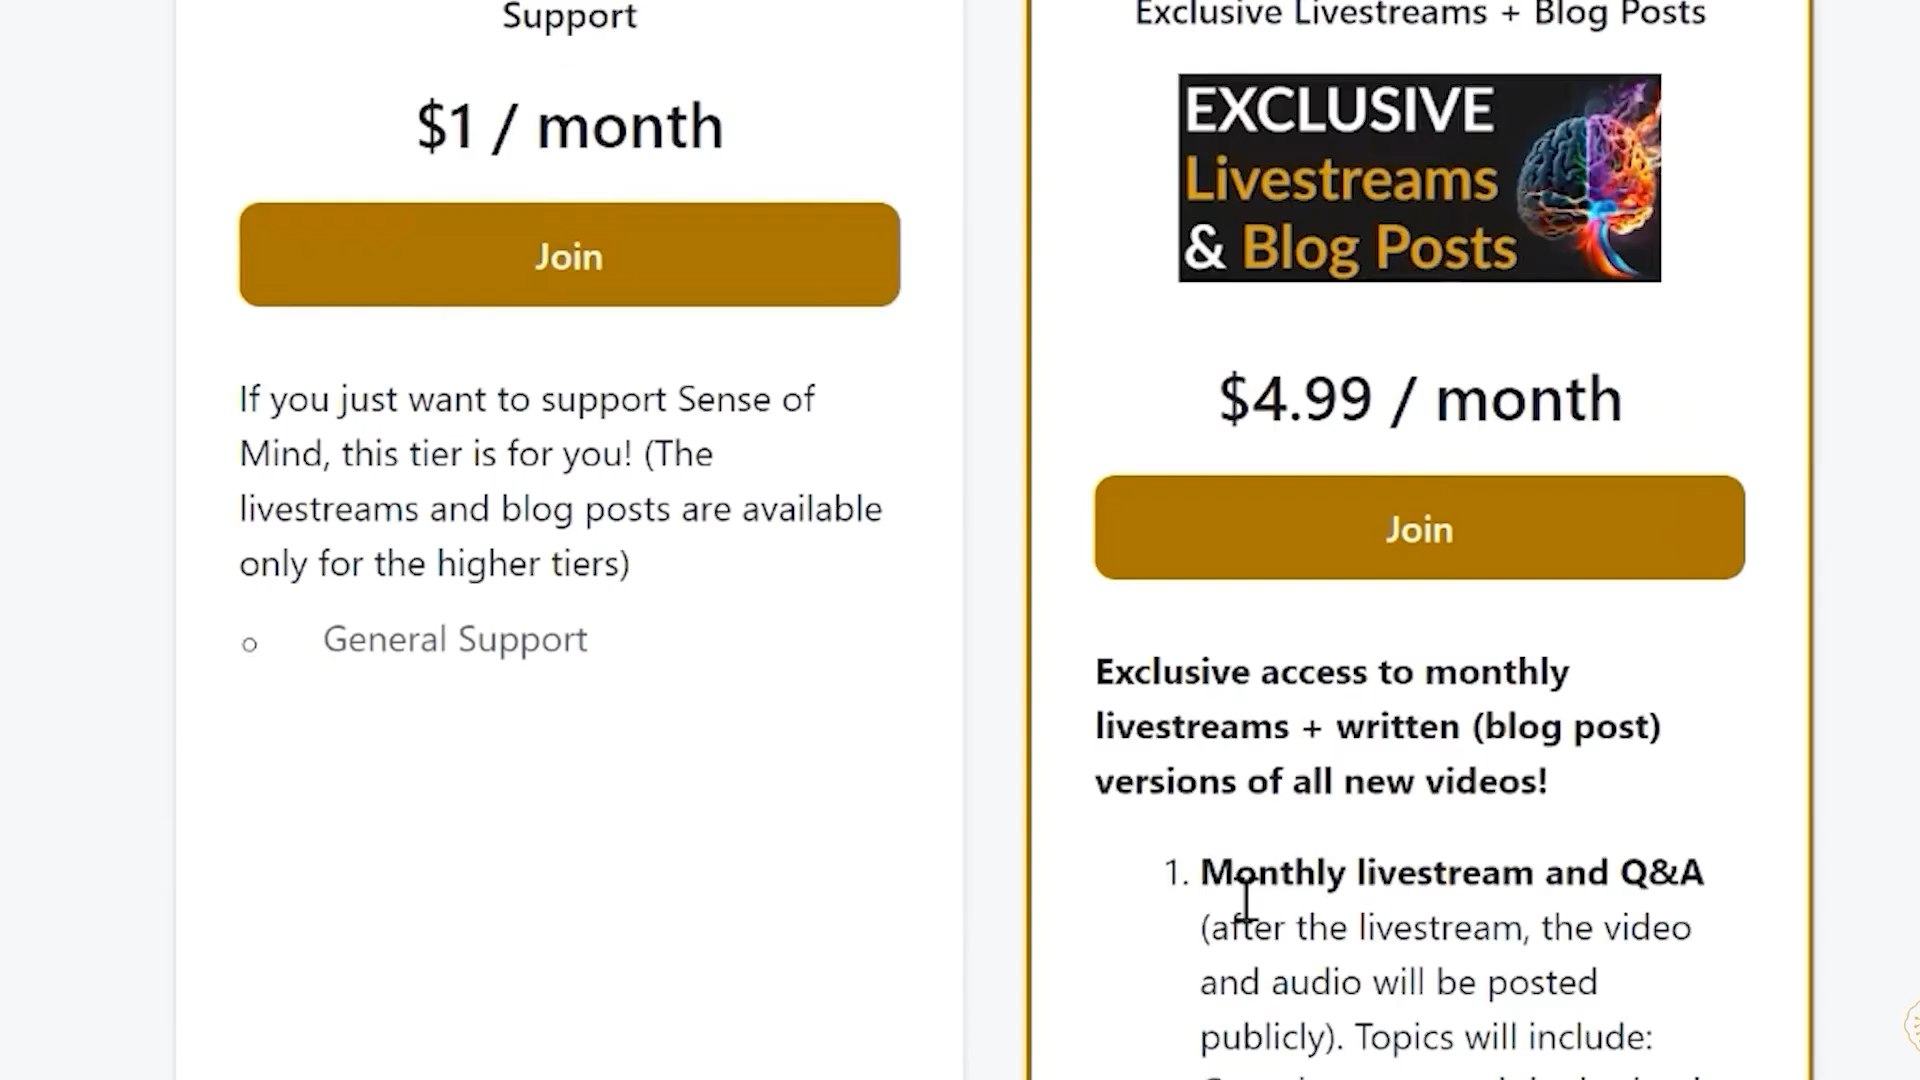 Support
$1 / month
Join
If you just want to support Sense of
Mind, this tier is for you! (The
livestreams and blog posts are available
only for the higher tiers)
General Support
Exclusive Livestreams + Blog Posts
EXCLUSIVE
Livestreams
& Blog Posts
$4.99 / month
Join
Exclusive access to monthly
livestreams + written (blog post)
versions of all new videos!
1. Monthly livestream and Q&A
(after the livestream, the video
and audio will be posted
publicly). Topics will include: